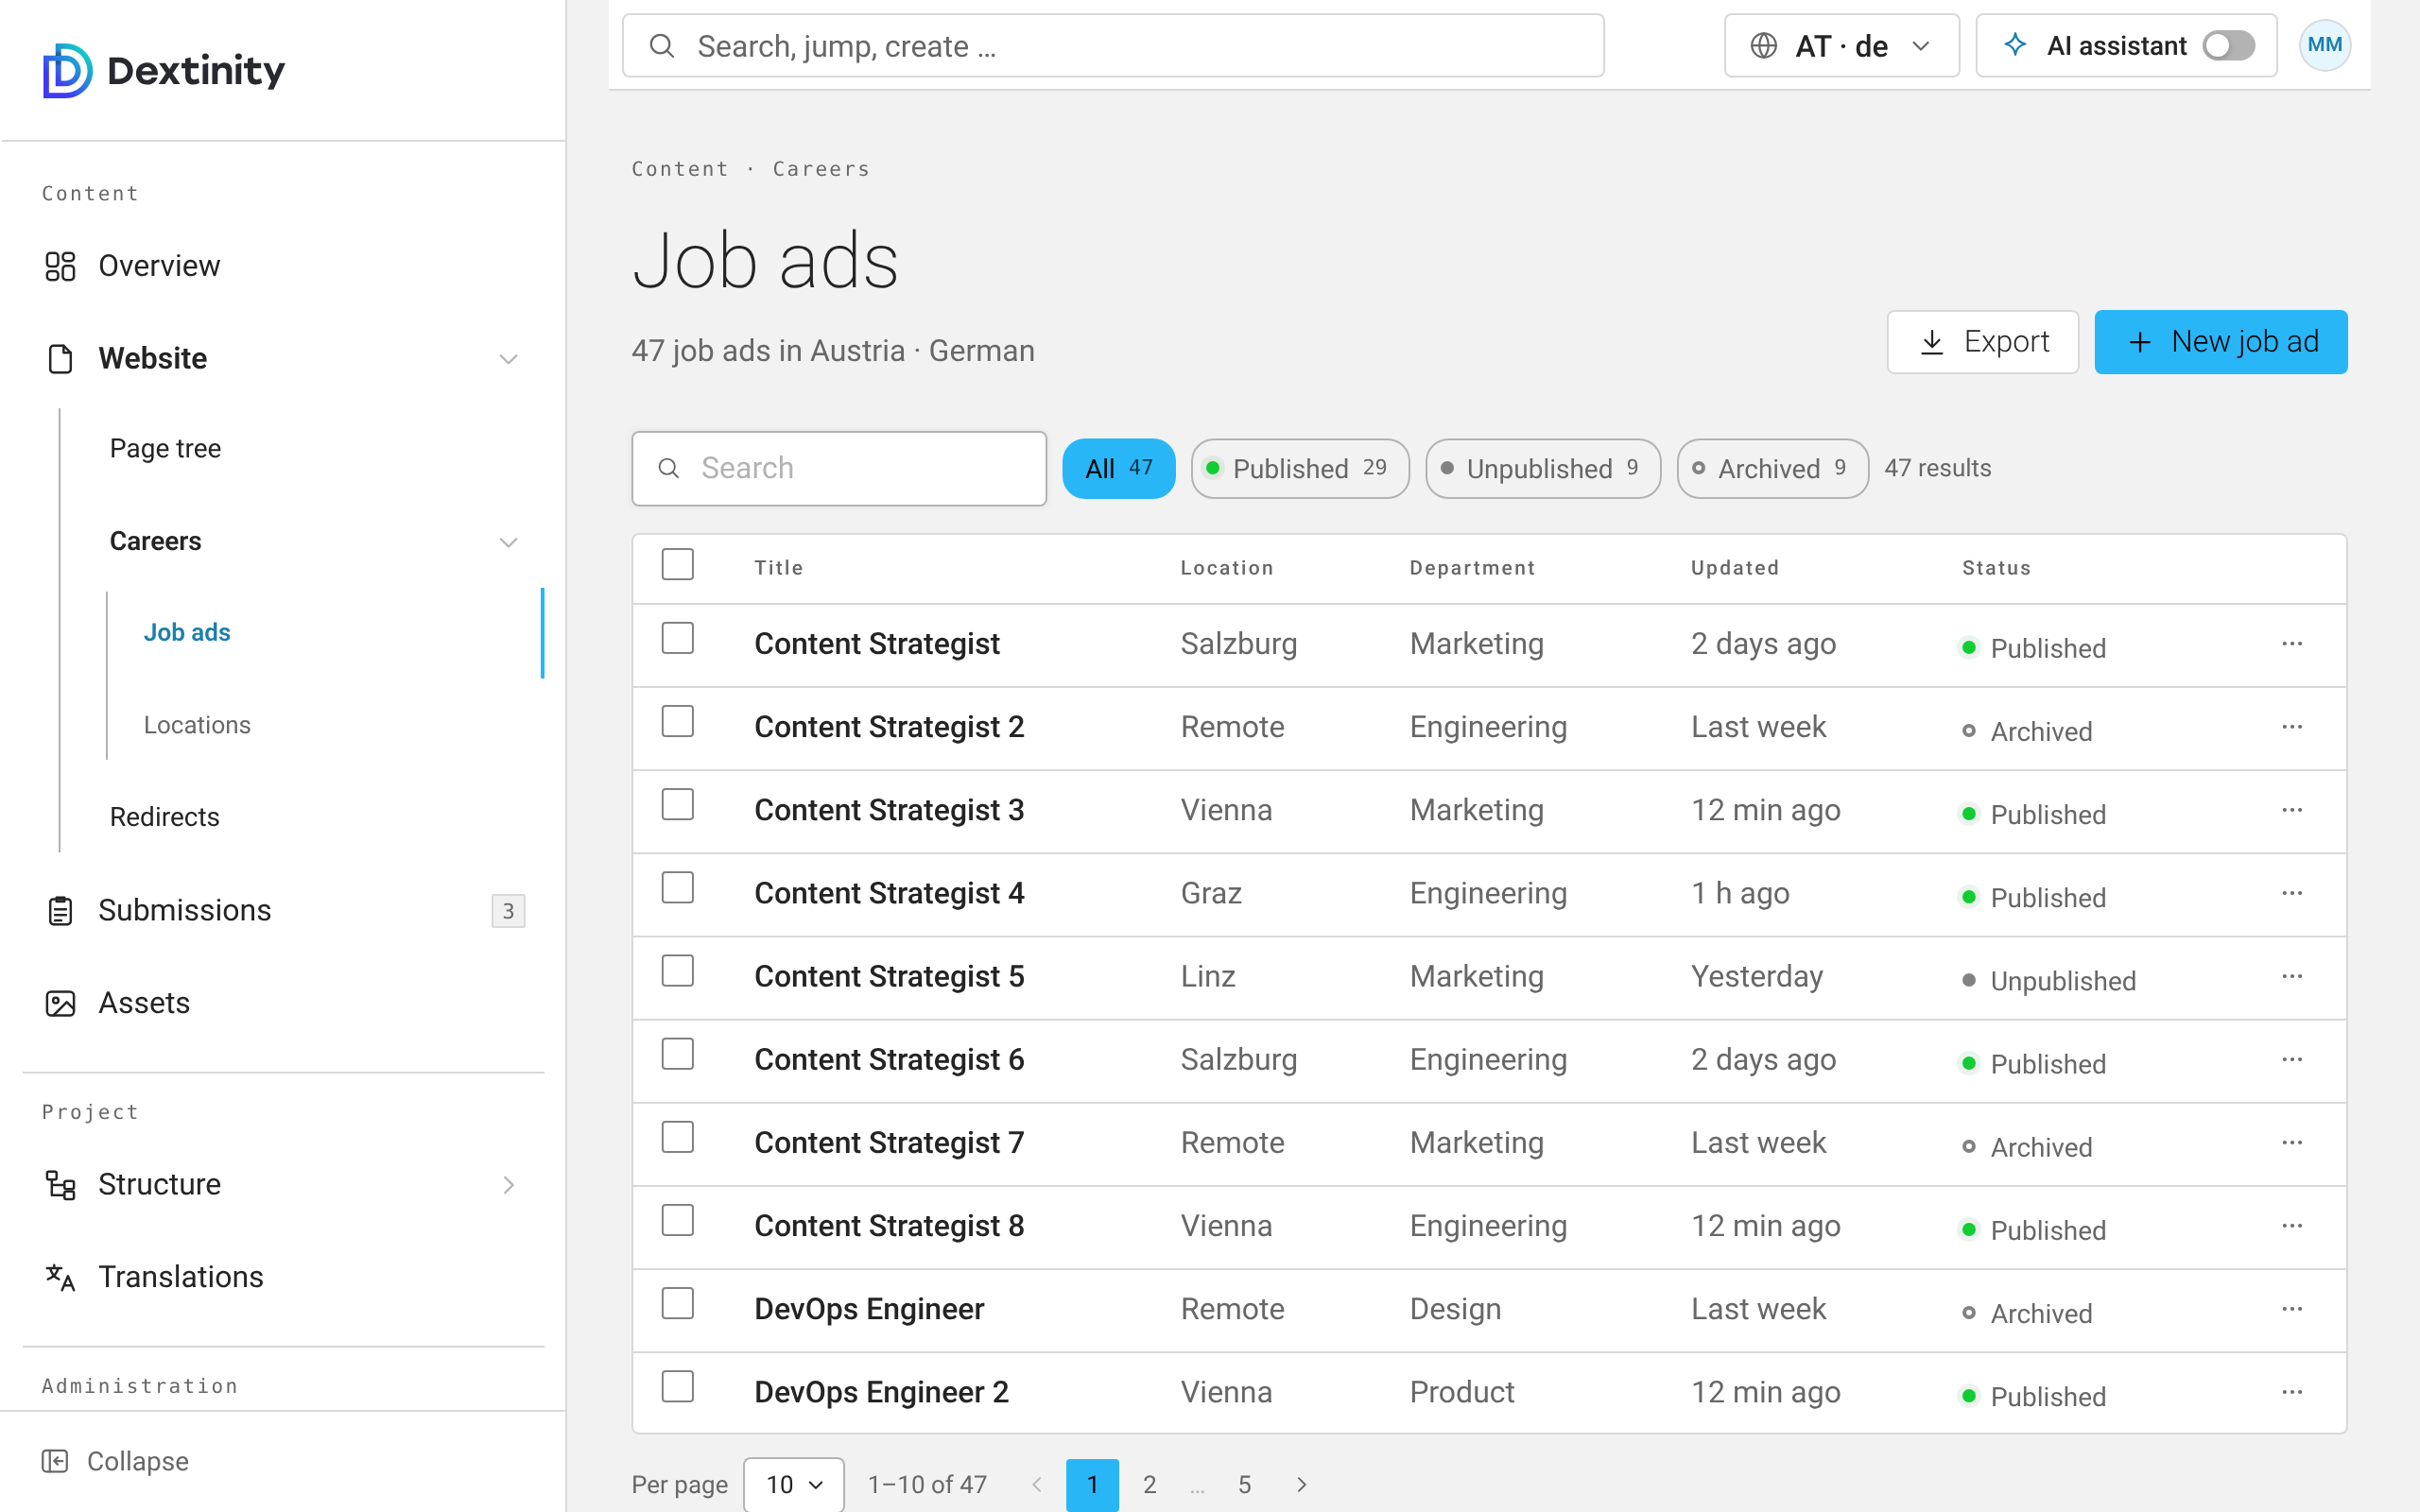 Dextinity
Content
Overview
Website
Page tree
Careers
Job ads
Locations
Redirects
Submissions 3
Assets
Project
Structure
Translations
Administration
Collapse
Search, jump, create …
AT · de
AI assistant
MM
Content · Careers
Job ads
47 job ads in Austria · German
Export
New job ad
Search
All 47
Published 29
Unpublished 9
Archived 9
47 results
Title Location Department Updated Status
Content Strategist Salzburg Marketing 2 days ago Published
Content Strategist 2 Remote Engineering Last week Archived
Content Strategist 3 Vienna Marketing 12 min ago Published
Content Strategist 4 Graz Engineering 1 h ago Published
Content Strategist 5 Linz Marketing Yesterday Unpublished
Content Strategist 6 Salzburg Engineering 2 days ago Published
Content Strategist 7 Remote Marketing Last week Archived
Content Strategist 8 Vienna Engineering 12 min ago Published
DevOps Engineer Remote Design Last week Archived
DevOps Engineer 2 Vienna Product 12 min ago Published
Per page 10 1–10 of 47 1 2 … 5